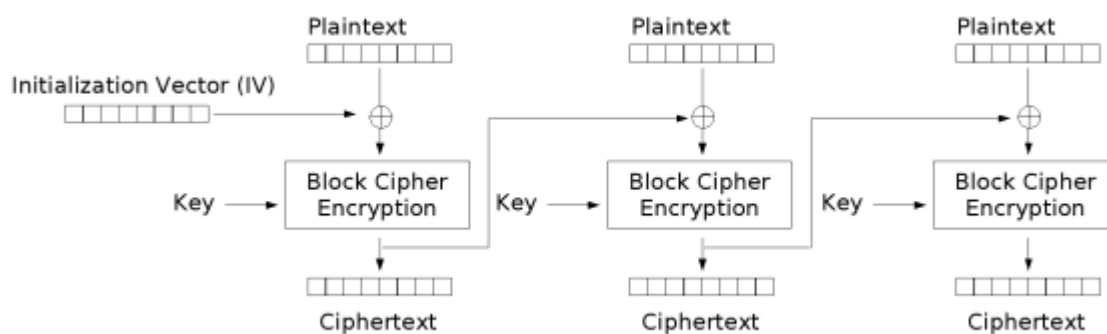 Plaintext
Plaintext
Plaintext
Initialization Vector (IV)
Key
Block Cipher
Encryption
Key
Block Cipher
Encryption
Key
Block Cipher
Encryption
Ciphertext
Ciphertext
Ciphertext